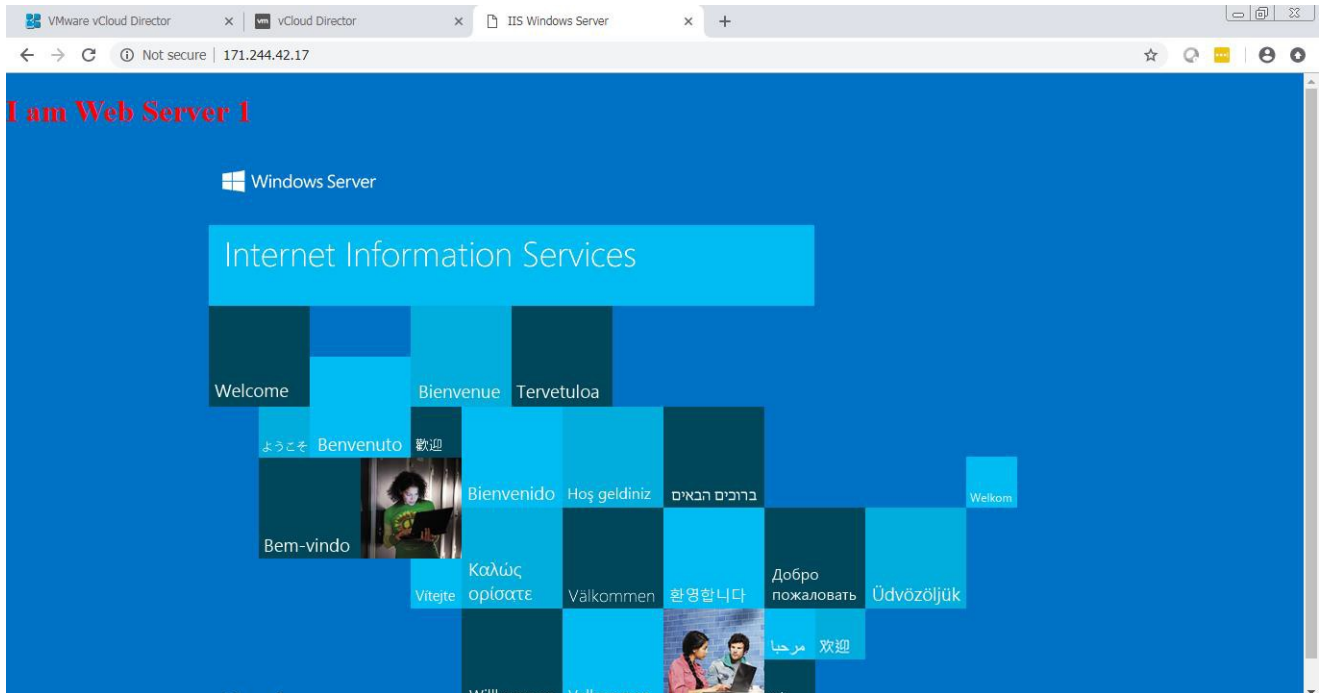 VMware vCloud Director
vCloud Director
IIS Windows Server
Not secure
171.244.42.17
I am Web Server 1
Windows Server
Internet Information Services
Welcome
Bienvenue
Tervetuloa
ようこそ
Benvenuto
歡迎
Bienvenido
Hoş geldiniz
ברוכים הבאים
Welkom
Bem-vindo
Vítejte
Καλώς
ορίσατε
Välkommen
환영합니다
Добро
пожаловать
Üdvözöljük
مرحبا
欢迎